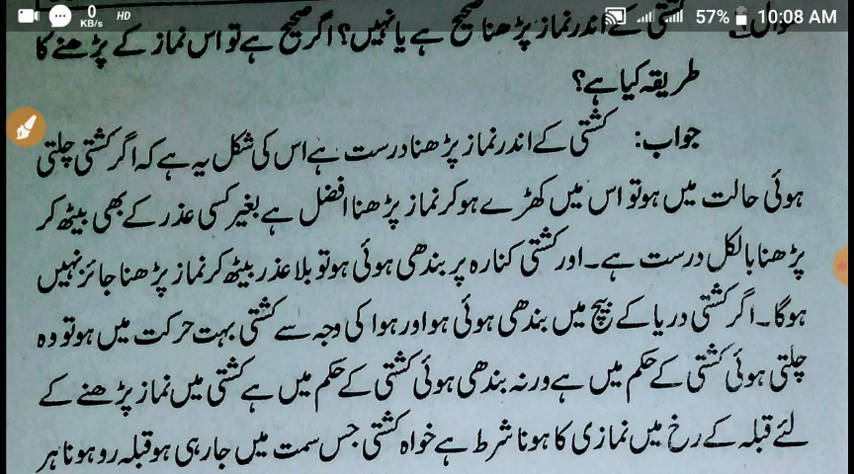 0 KB/s HD 57% 10:08 AM
کشتی کے اندر نماز پڑھنا صحیح ہے یا نہیں؟ اگر صحیح ہے تو اس نماز کے پڑھنے کا
طریقہ کیا ہے؟
جواب: کشتی کے اندر نماز پڑھنا درست ہے اس کی شکل یہ ہے کہ اگر کشتی چلتی
ہوئی حالت میں ہو تو اس میں کھڑے ہو کر نماز پڑھنا افضل ہے بغیر کسی عذر کے بھی بیٹھ کر
پڑھنا بالکل درست ہے۔ اور کشتی کنارہ پر بندھی ہوئی ہو تو بلا عذر بیٹھ کر نماز پڑھنا جائز نہیں
ہوگا۔ اگر کشتی دریا کے بیچ میں بندھی ہوئی ہو اور ہوا کی وجہ سے کشتی بہت حرکت میں ہو تو وہ
چلتی ہوئی کشتی کے حکم میں ہے ورنہ بندھی ہوئی کشتی کے حکم میں ہے کشتی میں نماز پڑھنے کے
لئے قبلہ کے رخ میں نمازی کا ہونا شرط ہے خواہ کشتی جس سمت میں جارہی ہو قبلہ رو ہونا ہر